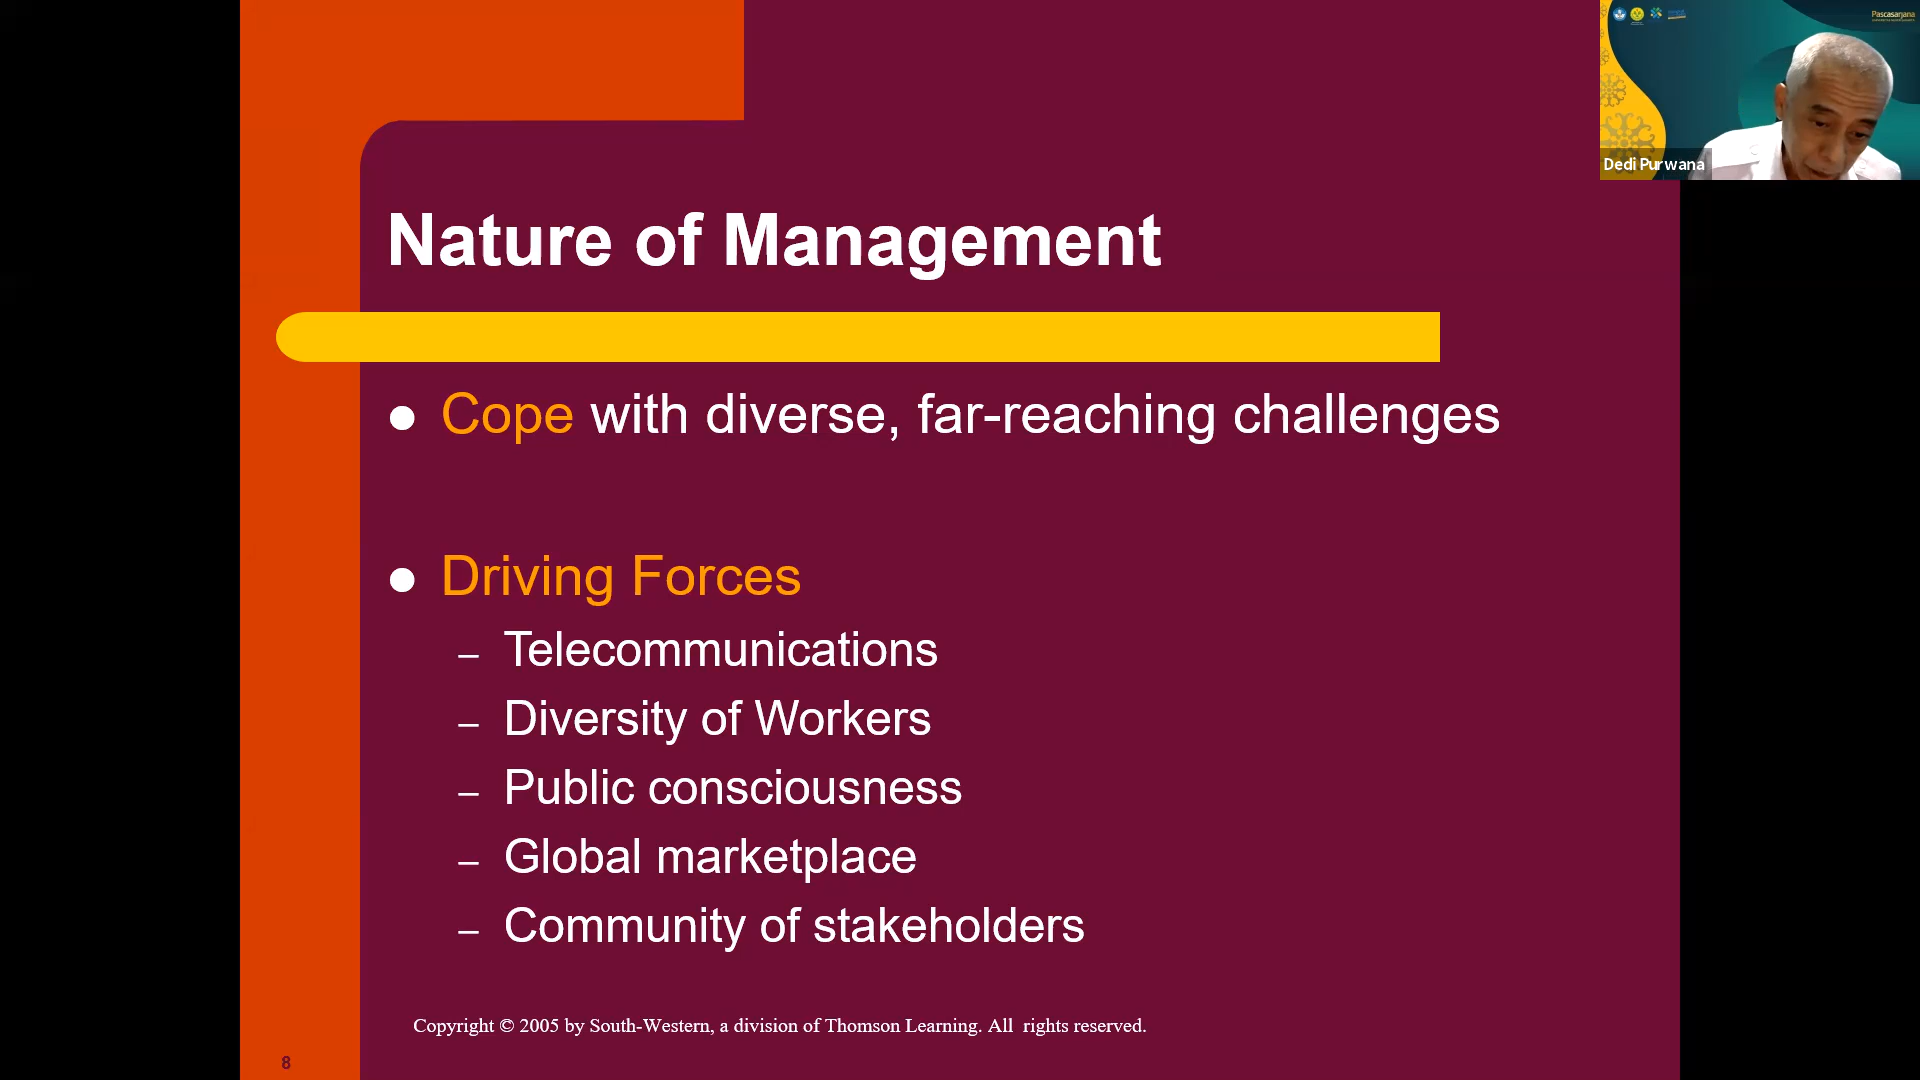 Pascasarjana
Dedi Purwana
Nature of Management
Cope with diverse, far-reaching challenges
Driving Forces
– Telecommunications
– Diversity of Workers
– Public consciousness
– Global marketplace
– Community of stakeholders
Copyright © 2005 by South-Western, a division of Thomson Learning. All rights reserved.
8